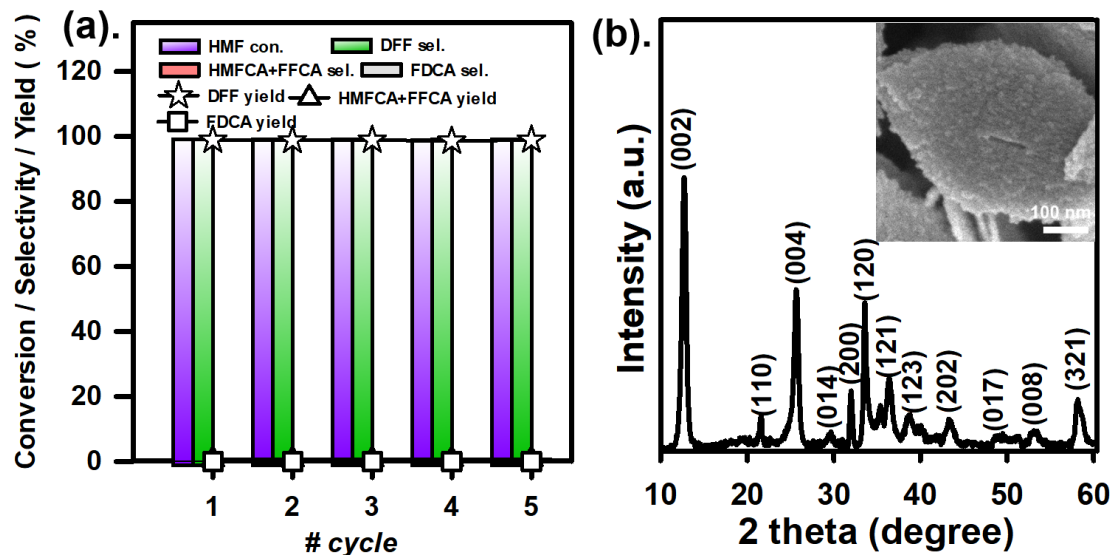 (a).
HMF con. DFF sel.
HMFCA+FFCA sel. FDCA sel.
DFF yield HMFCA+FFCA yield
FDCA yield
Conversion / Selectivity / Yield ( % )
120
100
80
60
40
20
0
1 2 3 4 5
# cycle
(b).
100 nm
Intensity (a.u.)
(002)
(110)
(004)
(014)
(200)
(120)
(121)
(123)
(202)
(017)
(008)
(321)
10 20 30 40 50 60
2 theta (degree)